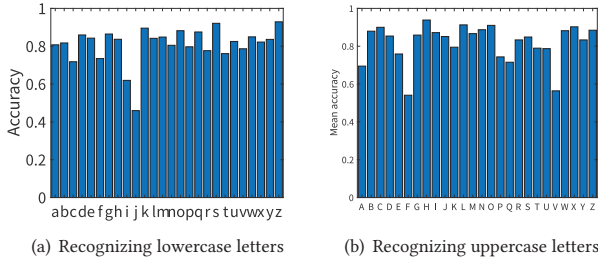 1
0.8
0.6
0.4
0.2
0
Accuracy
abcdefghijklmnopqrstuvwxyz
(a) Recognizing lowercase letters
1
0.8
0.6
0.4
0.2
0
Mean accuracy
A B C D E F G H I J K L M N O P Q R S T U V W X Y Z
(b) Recognizing uppercase letters